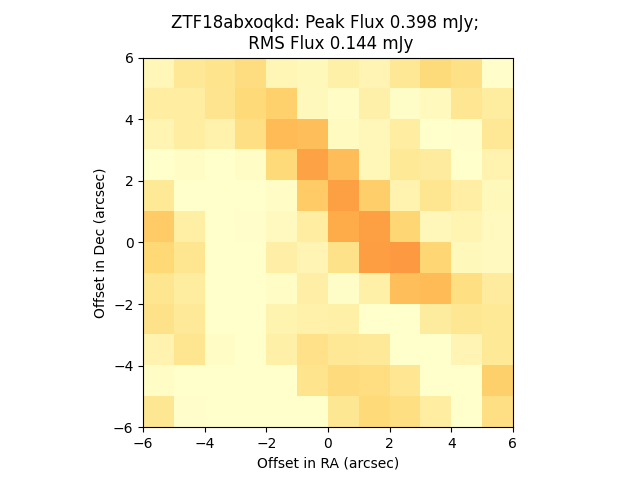 ZTF18abxoqkd: Peak Flux 0.398 mJy;
RMS Flux 0.144 mJy
6
4
2
0
−2
−4
−6
Offset in Dec (arcsec)
−6 −4 −2 0 2 4 6
Offset in RA (arcsec)